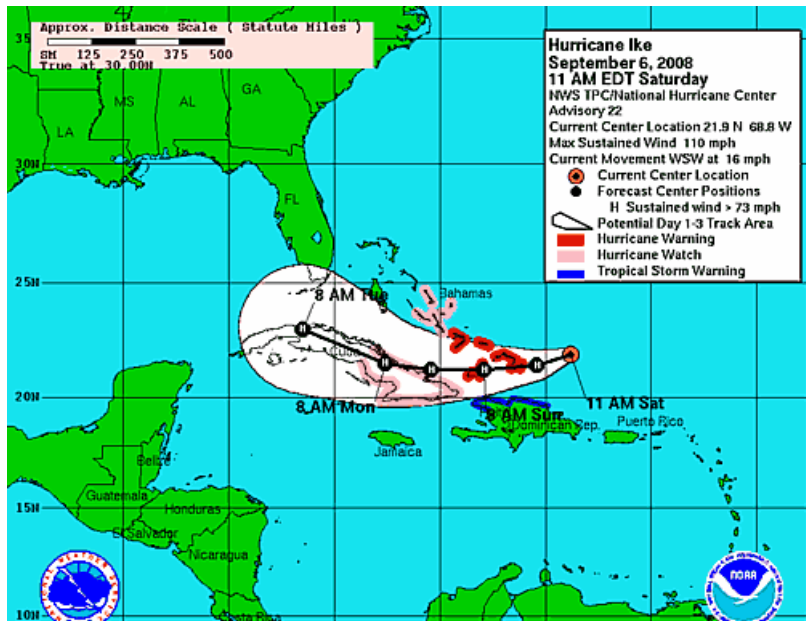 Approx. Distance Scale ( Statute Miles )
SM 125 250 375 500
True at 30.00N
Hurricane Ike
September 6, 2008
11 AM EDT Saturday
NWS TPC/National Hurricane Center
Advisory 22
Current Center Location 21.9 N 68.8 W
Max Sustained Wind 110 mph
Current Movement WSW at 16 mph
Current Center Location
Forecast Center Positions
H Sustained wind > 73 mph
Potential Day 1-3 Track Area
Hurricane Warning
Hurricane Watch
Tropical Storm Warning
MS
AL
GA
LA
30N
FL
25N
8 AM Tue
Bahamas
H
Cuba
H H H H
20N
8 AM Mon
8 AM Sun
11 AM Sat
Dominican Rep.
Puerto Rico
Jamaica
Belize
Guatemala
15N
Honduras
El Salvador
Nicaragua
NOAA
10N
Costa Rica